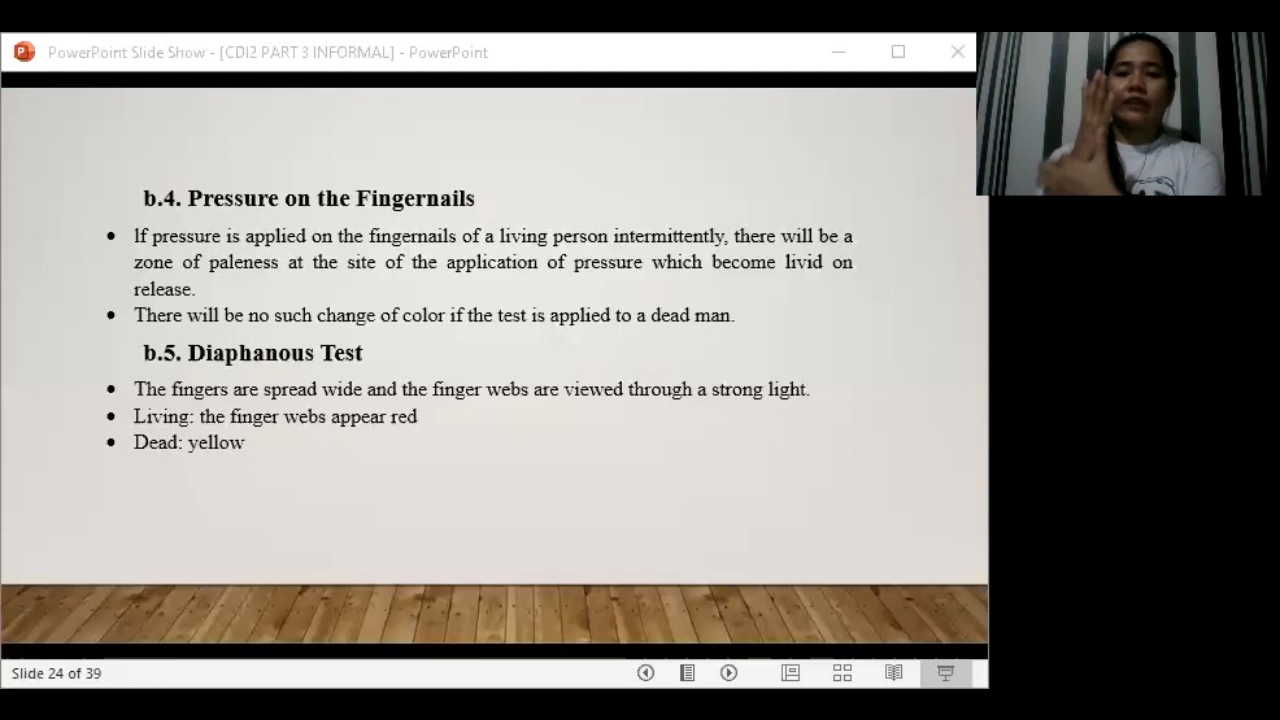 PowerPoint Slide Show - [CDI2 PART 3 INFORMAL] - PowerPoint
b.4. Pressure on the Fingernails
• If pressure is applied on the fingernails of a living person intermittently, there will be a
zone of paleness at the site of the application of pressure which become livid on
release.
• There will be no such change of color if the test is applied to a dead man.
b.5. Diaphanous Test
• The fingers are spread wide and the finger webs are viewed through a strong light.
• Living: the finger webs appear red
• Dead: yellow
Slide 24 of 39